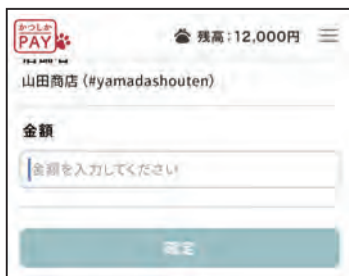 かつしか
PAY
残高:12,000円
山田商店 (#yamadashouten)
金額
金額を入力してください
確定